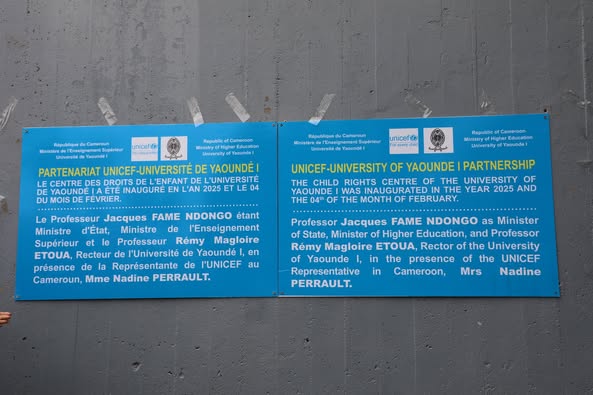 République du Cameroun
Ministère de l'Enseignement Supérieur
Université de Yaoundé I
unicef
Republic of Cameroon
Ministry of Higher Education
University of Yaounde I
PARTENARIAT UNICEF-UNIVERSITÉ DE YAOUNDÉ I
LE CENTRE DES DROITS DE L'ENFANT DE L'UNIVERSITÉ
DE YAOUNDÉ I A ÉTÉ INAUGURÉ EN L'AN 2025 ET LE 04
DU MOIS DE FÉVRIER.
Le Professeur Jacques FAME NDONGO étant
Ministre d'État, Ministre de l'Enseignement
Supérieur et le Professeur Rémy Magloire
ETOUA, Recteur de l'Université de Yaoundé I, en
présence de la Représentante de l'UNICEF au
Cameroun, Mme Nadine PERRAULT.
République du Cameroun
Ministère de l'Enseignement Supérieur
Université de Yaoundé I
unicef
for every child
Republic of Cameroon
Ministry of Higher Education
University of Yaounde I
UNICEF-UNIVERSITY OF YAOUNDE I PARTNERSHIP
THE CHILD RIGHTS CENTRE OF THE UNIVERSITY OF
YAOUNDE I WAS INAUGURATED IN THE YEAR 2025 AND
THE 04th OF THE MONTH OF FEBRUARY.
Professor Jacques FAME NDONGO as Minister
of State, Minister of Higher Education, and Professor
Rémy Magloire ETOUA, Rector of the University
of Yaounde I, in the presence of the UNICEF
Representative in Cameroon, Mrs Nadine
PERRAULT.